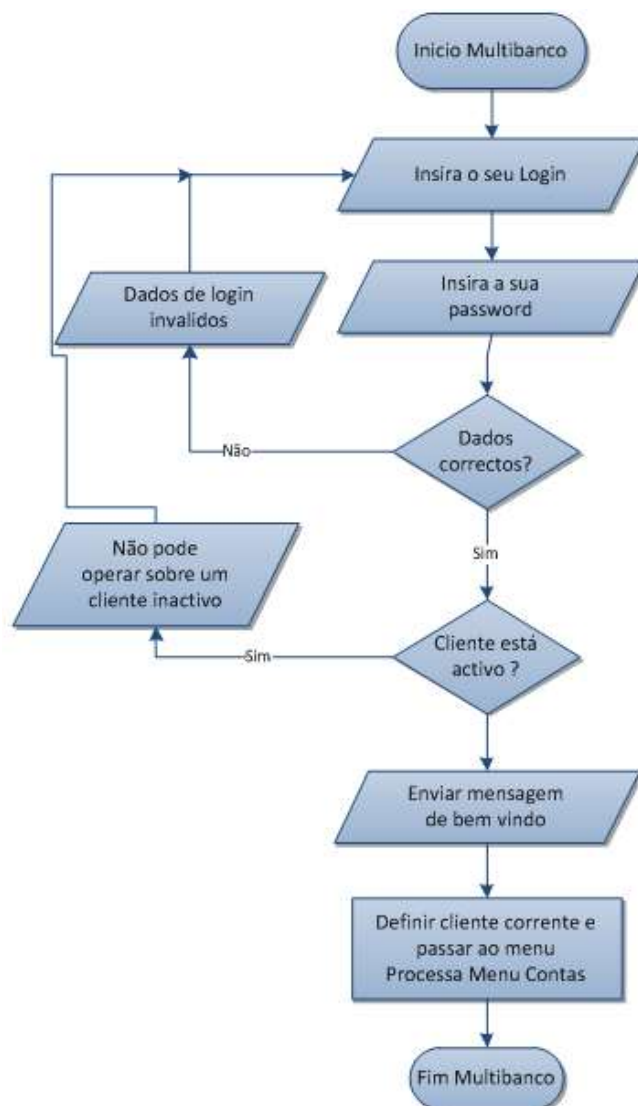 Inicio Multibanco
Insira o seu Login
Insira a sua
password
Dados de login
invalidos
Dados
correctos?
Não
Sim
Não pode
operar sobre um
cliente inactivo
Cliente está
activo ?
Sim
Enviar mensagem
de bem vindo
Definir cliente corrente e
passar ao menu
Processa Menu Contas
Fim Multibanco